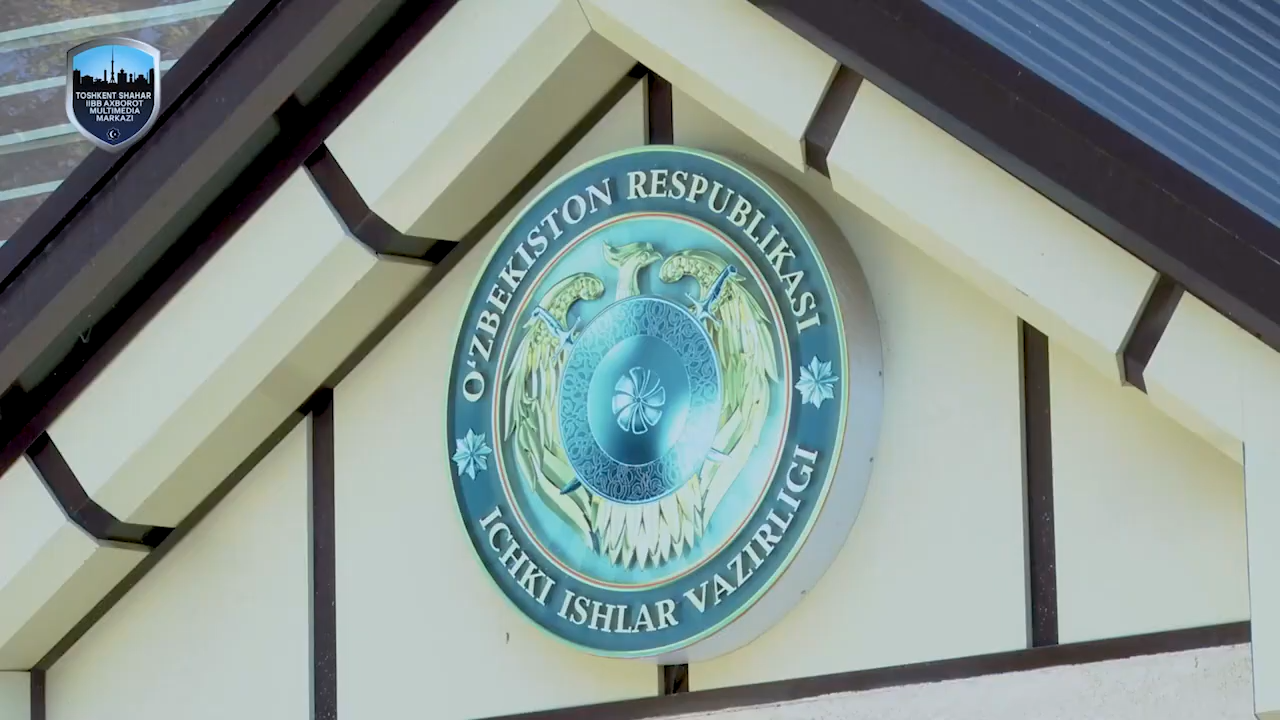 TOSHKENT SHAHAR
IIBB AXBOROT
MULTIMEDIA
MARKAZI
O‘ZBEKISTON RESPUBLIKASI
ICHKI ISHLAR VAZIRLIGI